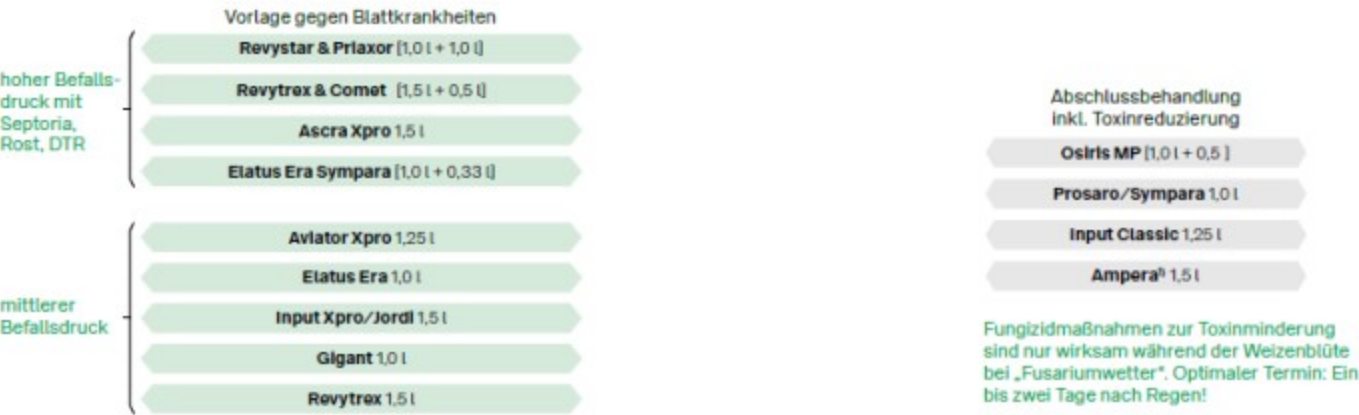 Vorlage gegen Blattkrankheiten
hoher Befalls-
druck mit
Septoria,
Rost, DTR
Revystar & Priaxor [1,0 l + 1,0 l]
Revytrex & Comet [1,5 l + 0,5 l]
Ascra Xpro 1,5 l
Elatus Era Sympara [1,0 l + 0,33 l]
mittlerer
Befallsdruck
Aviator Xpro 1,25 l
Elatus Era 1,0 l
Input Xpro/Jordi 1,5 l
Gigant 1,0 l
Revytrex 1,5 l
Abschlussbehandlung
inkl. Toxinreduzierung
Osiris MP [1,0 l + 0,5 ]
Prosaro/Sympara 1,0 l
Input Classic 1,25 l
Ampera¹⁾ 1,5 l
Fungizidmaßnahmen zur Toxinminderung
sind nur wirksam während der Weizenblüte
bei „Fusariumwetter“. Optimaler Termin: Ein
bis zwei Tage nach Regen!